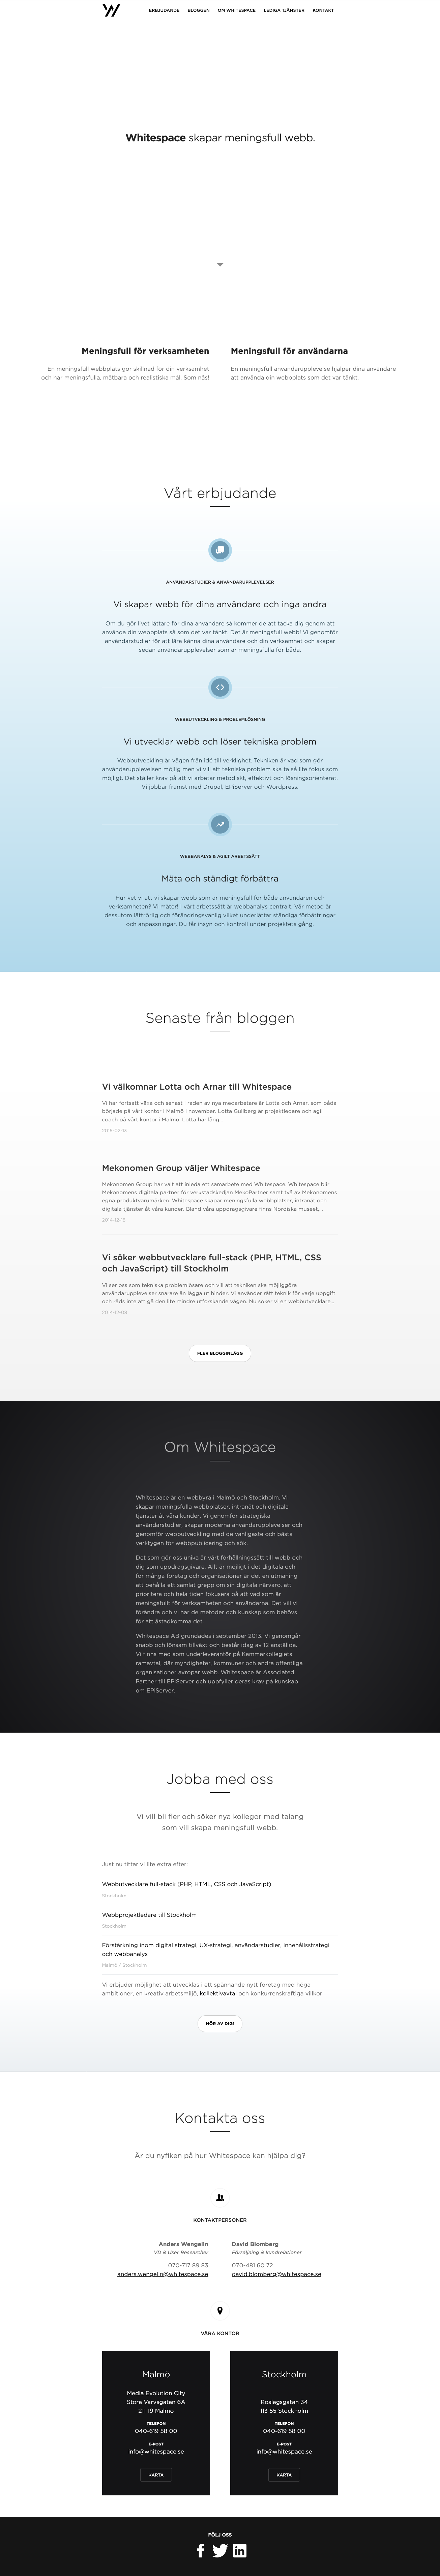 ERBJUDANDE BLOGGEN OM WHITESPACE LEDIGA TJÄNSTER KONTAKT
Whitespace skapar meningsfull webb.
Meningsfull för verksamheten
En meningsfull webbplats gör skillnad för din verksamhet
och har meningsfulla, mätbara och realistiska mål. Som nås!
Meningsfull för användarna
En meningsfull användarupplevelse hjälper dina användare
att använda din webbplats som det var tänkt.
Vårt erbjudande
ANVÄNDARSTUDIER & ANVÄNDARUPPLEVELSER
Vi skapar webb för dina användare och inga andra
Om du gör livet lättare för dina användare så kommer de att tacka dig genom att
använda din webbplats så som det var tänkt. Det är meningsfull webb! Vi genomför
användarstudier för att lära känna dina användare och din verksamhet och skapar
sedan användarupplevelser som är meningsfulla för båda.
WEBBUTVECKLING & PROBLEMLÖSNING
Vi utvecklar webb och löser tekniska problem
Webbutveckling är vägen från idé till verklighet. Tekniken är vad som gör
användarupplevelsen möjlig men vi vill att tekniska problem ska ta så lite fokus som
möjligt. Det ställer krav på att vi arbetar metodiskt, effektivt och lösningsorienterat.
Vi jobbar främst med Drupal, EPiServer och Wordpress.
WEBBANALYS & AGILT ARBETSSÄTT
Mäta och ständigt förbättra
Hur vet vi att vi skapar webb som är meningsfull för både användaren och
verksamheten? Vi mäter! I vårt arbetssätt är webbanalys centralt. Vår metod är
dessutom lättrörlig och förändringsvänlig vilket underlättar ständiga förbättringar
och anpassningar. Du får insyn och kontroll under projektets gång.
Senaste från bloggen
Vi välkomnar Lotta och Arnar till Whitespace
Vi har fortsatt växa och senast i raden av nya medarbetare är Lotta och Arnar, som båda
började på vårt kontor i Malmö i november. Lotta Gullberg är projektledare och agil
coach på vårt kontor i Malmö. Lotta har lång...
2015-02-13
Mekonomen Group väljer Whitespace
Mekonomen Group har valt att inleda ett samarbete med Whitespace. Whitespace blir
Mekonomens digitala partner för verkstadskedjan MekoPartner samt två av Mekonomens
egna produktvarumärken. Whitespace skapar meningsfulla webbplatser, intranät och
digitala tjänster åt våra kunder. Bland våra uppdragsgivare finns Nordiska museet,...
2014-12-16
Vi söker webbutvecklare full-stack (PHP, HTML, CSS
och JavaScript) till Stockholm
Vi ser oss som tekniska problemlösare och vill att tekniken ska möjliggöra
användarupplevelser snarare än lägga ut hinder. Vi använder rätt teknik för varje uppgift
och räds inte att gå den lite mindre utforskande vägen. Nu söker vi en webbutvecklare...
2014-10-08
FLER BLOGGINLÄGG
Om Whitespace
Whitespace är en webbyrå i Malmö och Stockholm. Vi
skapar meningsfulla webbplatser, intranät och digitala
tjänster åt våra kunder. Vi genomför strategiska
användarstudier, skapar moderna användarupplevelser och
genomför webbutveckling med de vanligaste och bästa
verktygen för webbpublicering och sök.
Det som gör oss unika är vårt förhållningssätt till webb och
dig som uppdragsgivare. Allt är möjligt i det digitala och
för många företag och organisationer är det en utmaning
att behålla ett samlat grepp om sin digitala närvaro, att
prioritera och hela tiden fokusera på att vad som är
meningsfullt för verksamheten och användarna. Det vill vi
förändra och vi har de metoder och kunskap som behövs
för att åstadkomma det.
Whitespace AB grundades i september 2013. Vi genomgår
snabb och lönsam tillväxt och består idag av 12 anställda.
Vi finns med som underleverantör på Kammarkollegiets
ramavtal, där myndigheter, kommuner och andra offentliga
organisationer avropar webb. Whitespace är Associated
Partner till EPiServer och uppfyller deras krav på kunskap
om EPiServer.
Jobba med oss
Vi vill bli fler och söker nya kollegor med talang
som vill skapa meningsfull webb.
Just nu tittar vi lite extra efter:
Webbutvecklare full-stack (PHP, HTML, CSS och JavaScript)
Stockholm
Webbprojektledare till Stockholm
Stockholm
Förstärkning inom digital strategi, UX-strategi, användarstudier, innehållsstrategi
och webbanalys
Malmö / Stockholm
Vi erbjuder möjlighet att utvecklas i ett spännande nytt företag med höga
ambitioner, en kreativ arbetsmiljö, kollektivavtal och konkurrenskraftiga villkor.
HÖR AV DIG!
Kontakta oss
Är du nyfiken på hur Whitespace kan hjälpa dig?
KONTAKTPERSONER
Anders Wengelin
VD & User Researcher
070-717 89 83
anders.wengelin@whitespace.se
David Blomberg
Försäljning & kundrelationer
070-481 60 72
david.blomberg@whitespace.se
VÅRA KONTOR
Malmö
Media Evolution City
Stora Varvsgatan 6A
211 19 Malmö
TELEFON
040-619 58 00
E-POST
info@whitespace.se
KARTA
Stockholm
Roslagsgatan 34
113 55 Stockholm
TELEFON
040-619 58 00
E-POST
info@whitespace.se
KARTA
FÖLJ OSS